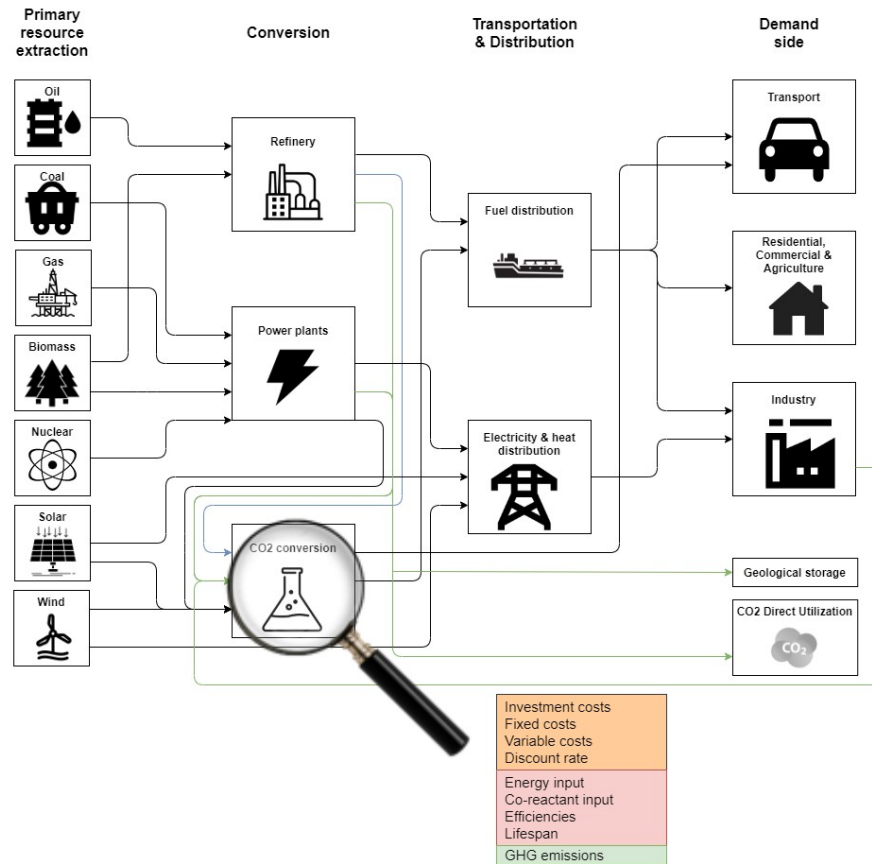 Primary
resource
extraction
Conversion
Transportation
& Distribution
Demand
side
Oil
Coal
Gas
Biomass
Nuclear
Solar
Wind
Refinery
Power plants
CO2 conversion
Fuel distribution
Electricity & heat
distribution
Transport
Residential,
Commercial &
Agriculture
Industry
Geological storage
CO2 Direct Utilization
CO₂
Investment costs
Fixed costs
Variable costs
Discount rate
Energy input
Co-reactant input
Efficiencies
Lifespan
GHG emissions